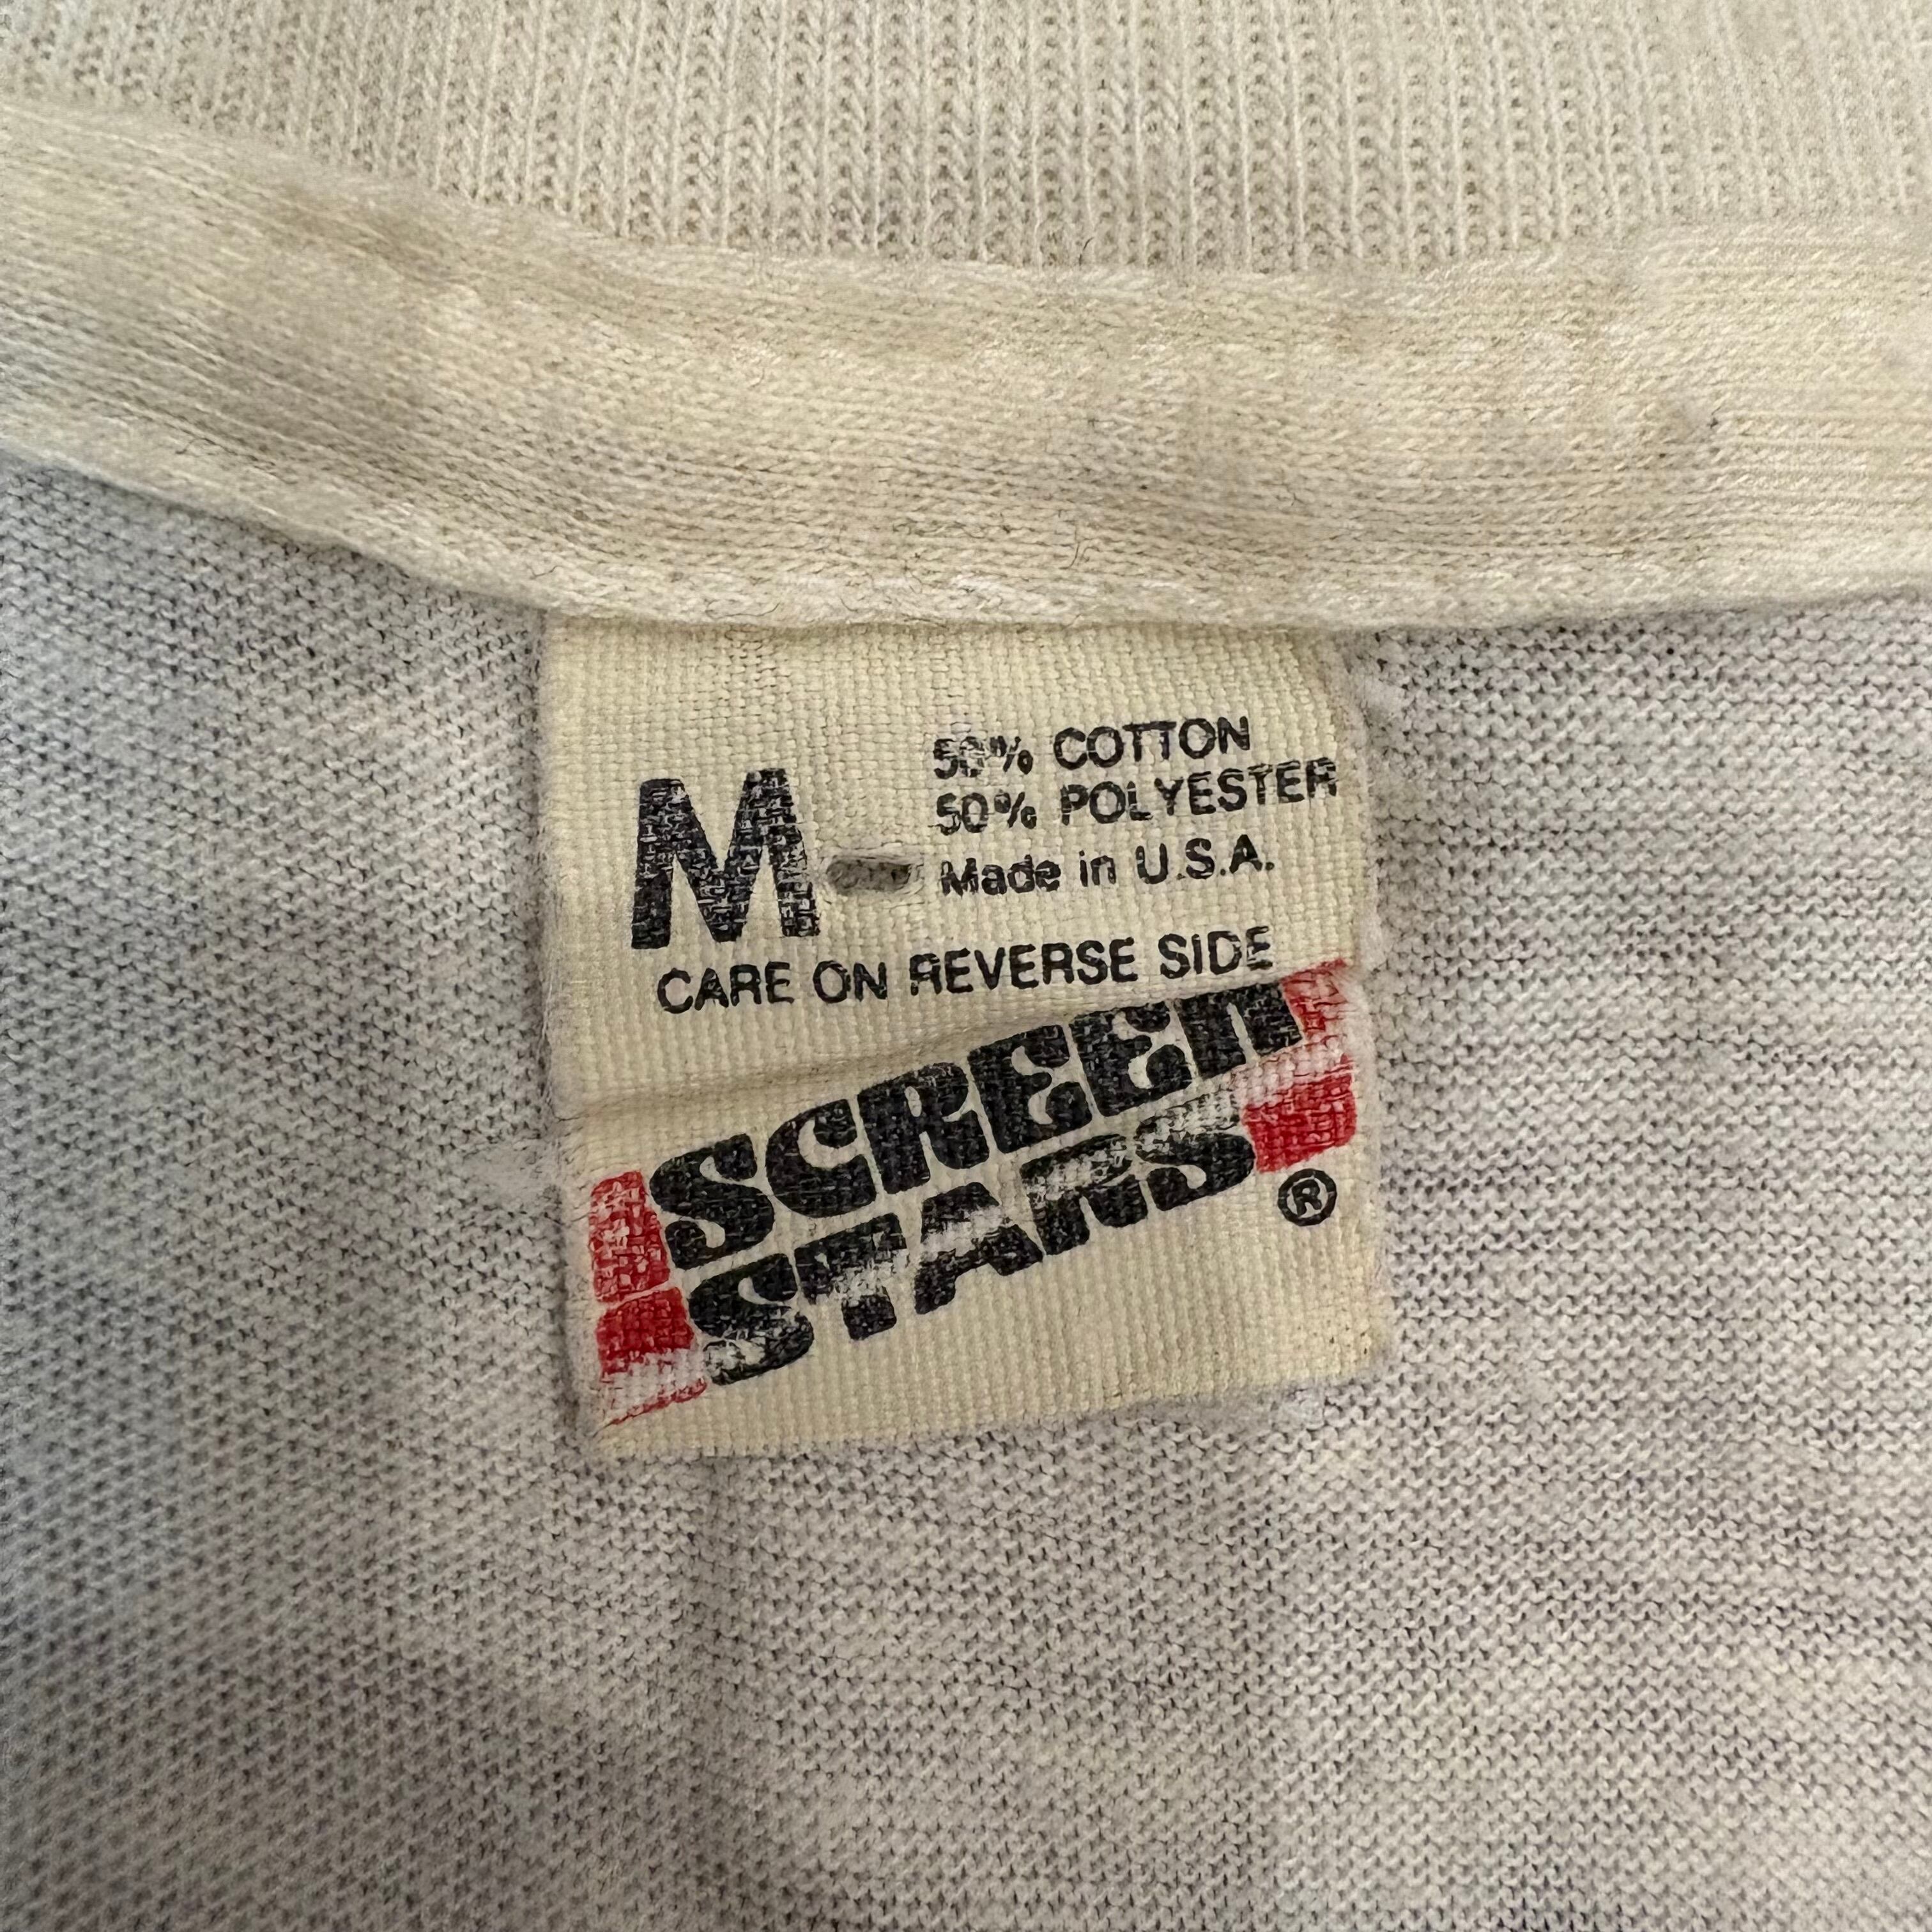 50% COTTON
50% POLYESTER
M
Made in U.S.A.
CARE ON REVERSE SIDE
SCREEN
STARS
®